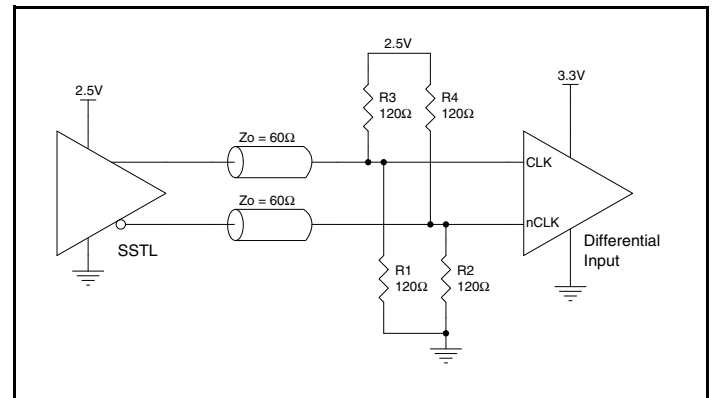 2.5V
3.3V
2.5V
R3
120Ω
R4
120Ω
Zo = 60Ω
CLK
Zo = 60Ω
nCLK
SSTL
Differential
Input
R1
120Ω
R2
120Ω